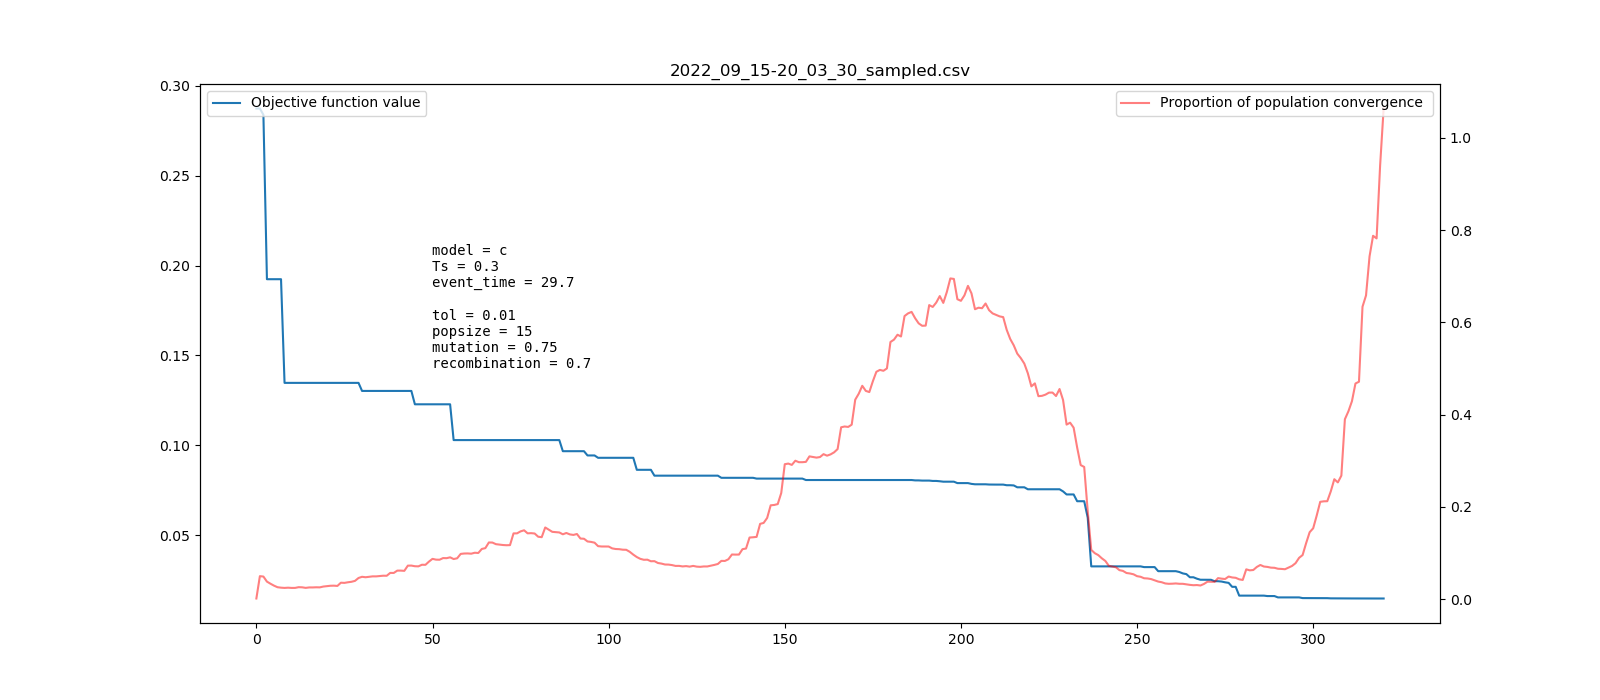 2022_09_15-20_03_30_sampled.csv
Objective function value
Proportion of population convergence
0.30
0.25
0.20
0.15
0.10
0.05
model = c
Ts = 0.3
event_time = 29.7
tol = 0.01
popsize = 15
mutation = 0.75
recombination = 0.7
1.0
0.8
0.6
0.4
0.2
0.0
0 50 100 150 200 250 300